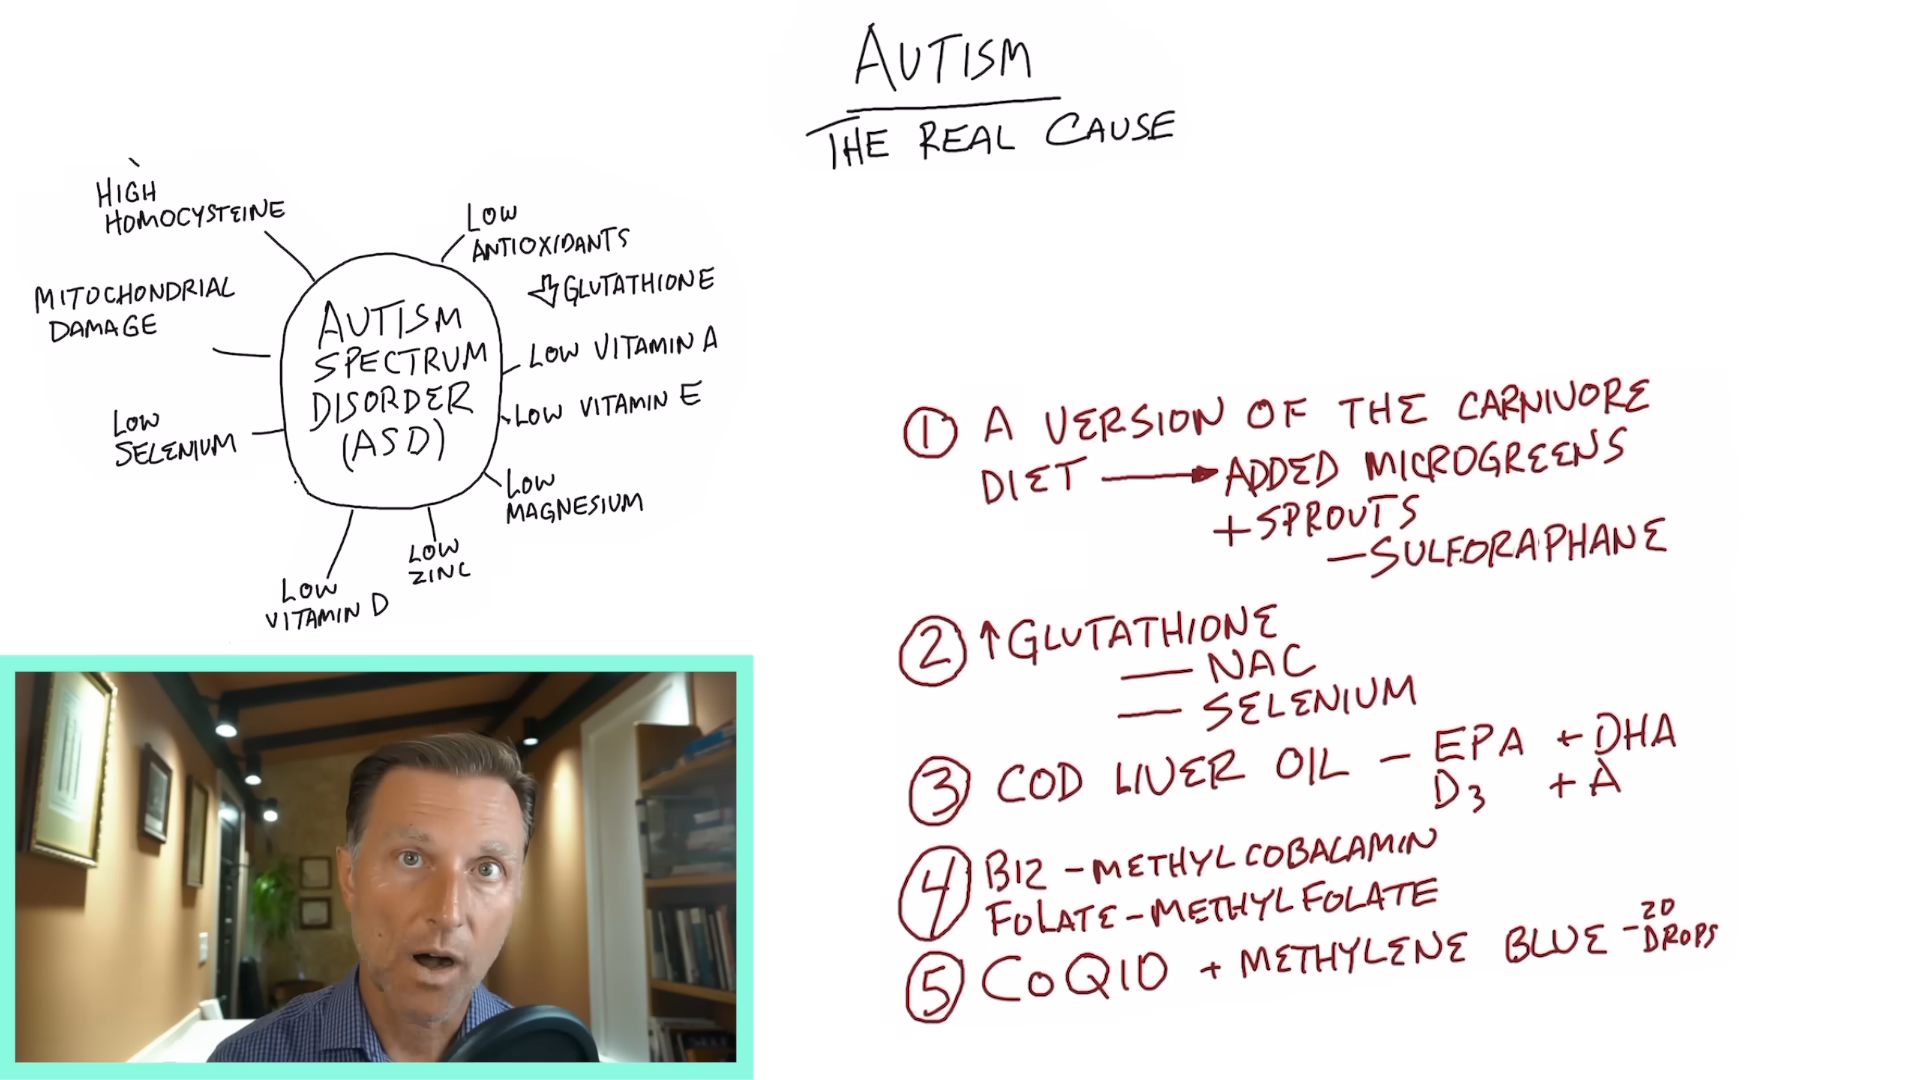 AUTISM
THE REAL CAUSE
HIGH
HOMOCYSTEINE
MITOCHONDRIAL
DAMAGE
LOW
SELENIUM
LOW
VITAMIN D
LOW
ZINC
LOW
MAGNESIUM
LOW VITAMIN E
LOW VITAMIN A
LOW
ANTIOXIDANTS
⇩GLUTATHIONE
AUTISM
SPECTRUM
DISORDER
(ASD)
① A VERSION OF THE CARNIVORE
DIET → ADDED MICROGREENS
+ SPROUTS
— SULFORAPHANE
② ↑ GLUTATHIONE
— NAC
— SELENIUM
③ COD LIVER OIL – EPA + DHA
D3 + A
④ B12 – METHYLCOBALAMIN
FOLATE – METHYLFOLATE
⑤ COQ10 + METHYLENE BLUE – 20
DROPS